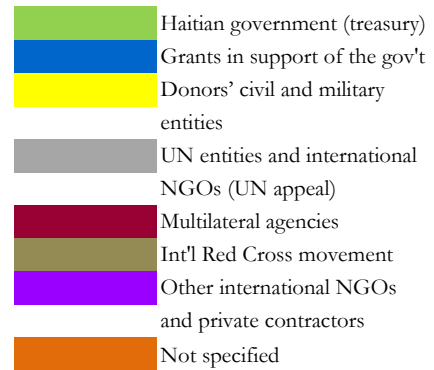 Haitian government (treasury)
Grants in support of the gov't
Donors’ civil and military
entities
UN entities and international
NGOs (UN appeal)
Multilateral agencies
Int'l Red Cross movement
Other international NGOs
and private contractors
Not specified